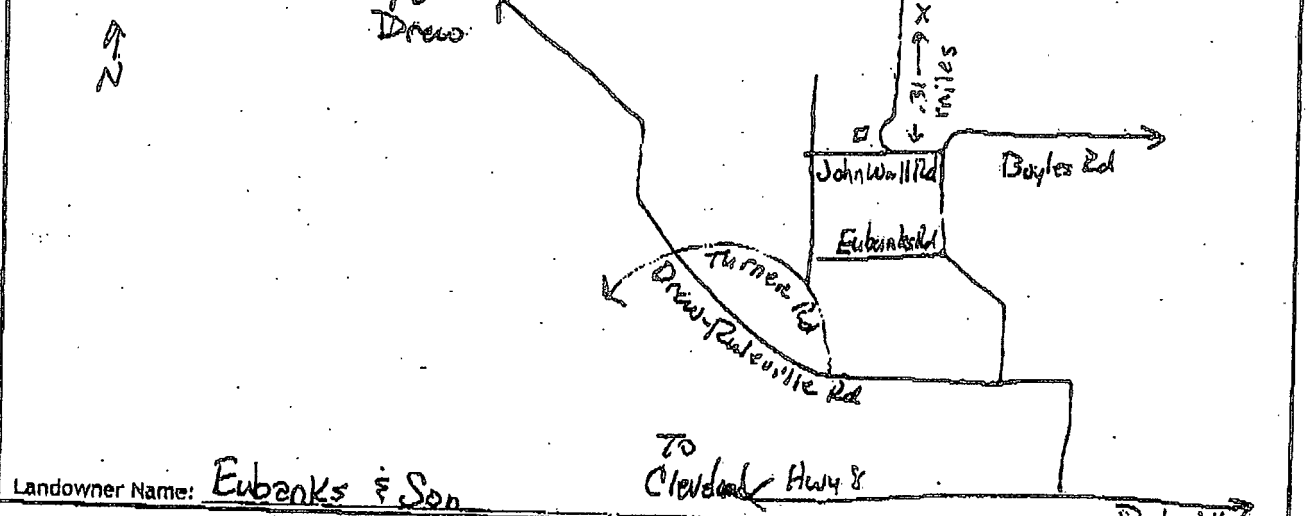 Drew
N
X
.31
miles
John Wall Rd
Boyles Rd
Eubanks Rd
Turner Rd
Drew-Ruleville Rd
To
Cleveland Hwy 8
Landowner Name: Eubanks & Son